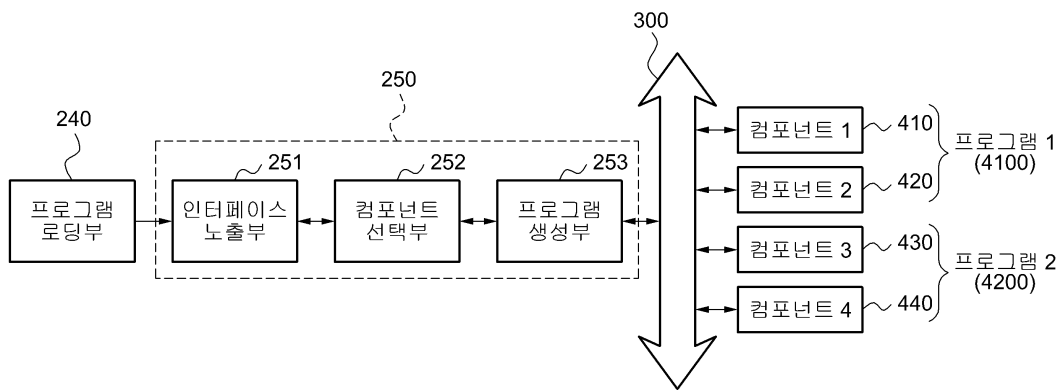 300
250
240
251
252
253
프로그램
로딩부
인터페이스
노출부
컴포넌트
선택부
프로그램
생성부
컴포넌트 1
410
컴포넌트 2
420
프로그램 1
(4100)
컴포넌트 3
430
컴포넌트 4
440
프로그램 2
(4200)